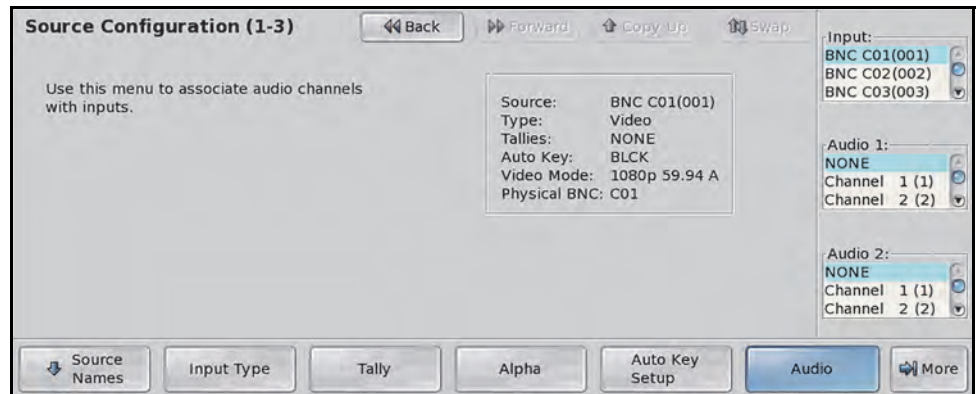 Source Configuration (1-3)
Back
Forward
Copy Up
Swap
Use this menu to associate audio channels
with inputs.
Source: BNC C01(001)
Type: Video
Tallies: NONE
Auto Key: BLCK
Video Mode: 1080p 59.94 A
Physical BNC: C01
Input:
BNC C01(001)
BNC C02(002)
BNC C03(003)
Audio 1:
NONE
Channel 1 (1)
Channel 2 (2)
Audio 2:
NONE
Channel 1 (1)
Channel 2 (2)
Source
Names
Input Type
Tally
Alpha
Auto Key
Setup
Audio
More